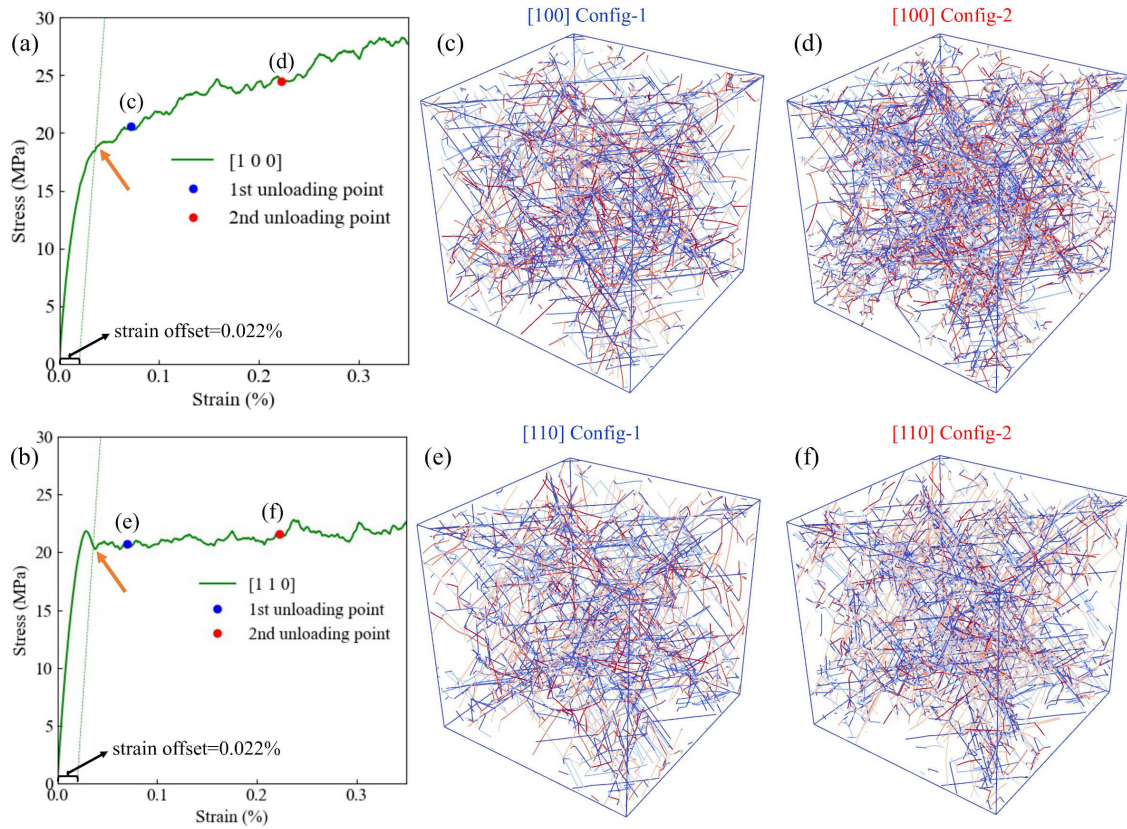 (a)
30
25
20
15
10
5
0
Stress (MPa)
(c)
(d)
[1 0 0]
1st unloading point
2nd unloading point
strain offset=0.022%
0.0
0.1
0.2
0.3
Strain (%)
(c)
[100] Config-1
(d)
[100] Config-2
(b)
30
25
20
15
10
5
0
Stress (MPa)
(e)
(f)
[1 1 0]
1st unloading point
2nd unloading point
strain offset=0.022%
0.0
0.1
0.2
0.3
Strain (%)
(e)
[110] Config-1
(f)
[110] Config-2